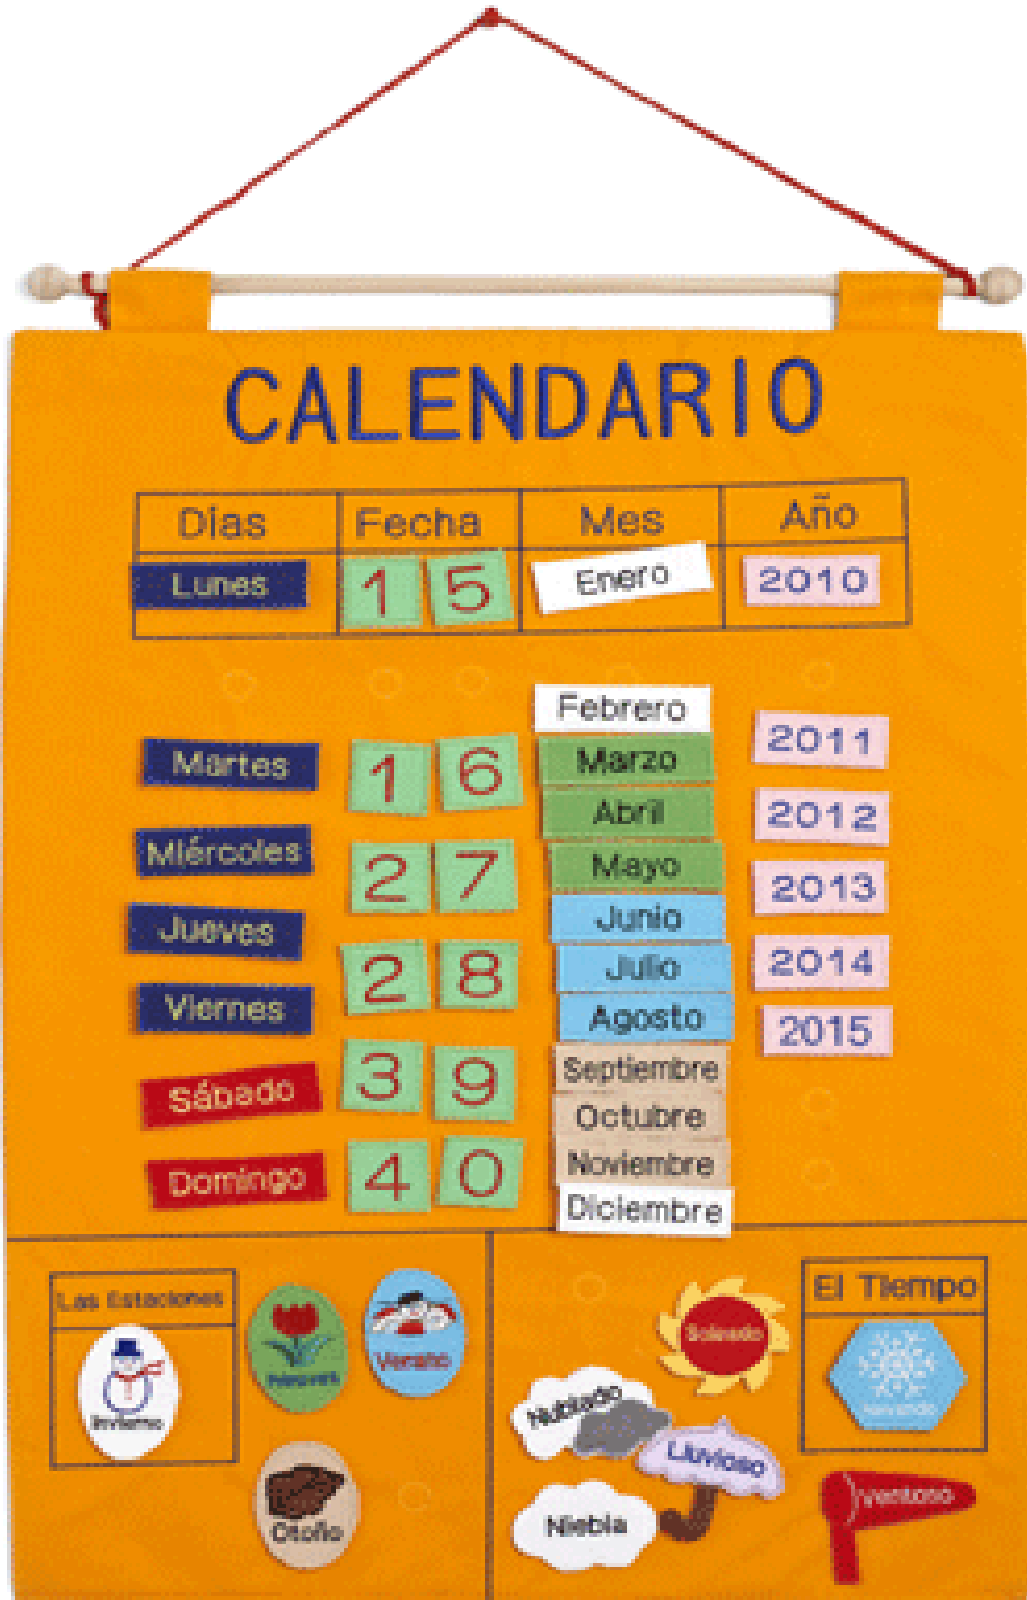 CALENDARIO
Días Fecha Mes Año
Lunes 1 5 Enero 2010
Febrero
Martes 1 6 Marzo 2011
Abril 2012
Miércoles 2 7 Mayo 2013
Jueves Junio
2 8 Julio 2014
Viernes Agosto 2015
Sábado 3 9 Septiembre
Octubre
Domingo 4 0 Noviembre
Diciembre
Las Estaciones
Invierno
Primavera
Verano
Otoño
El Tiempo
Soleado
Nevando
Nublado
Lluvioso
Ventoso
Niebla